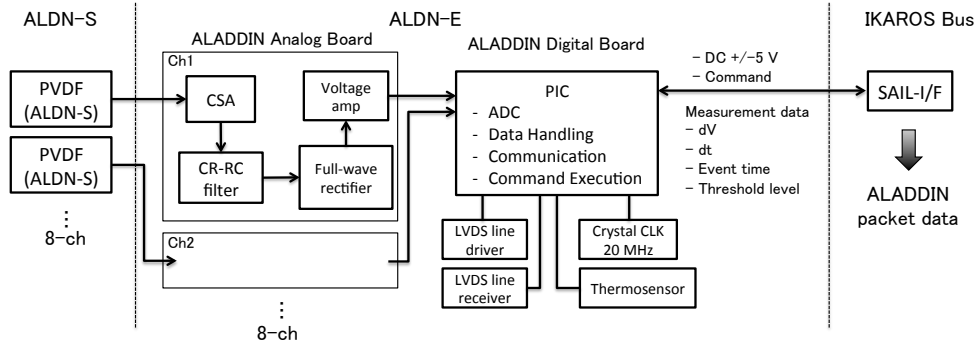 ALDN-S
ALDN-E
IKAROS Bus
ALADDIN Analog Board
ALADDIN Digital Board
PVDF
(ALDN-S)
PVDF
(ALDN-S)
⋮
8-ch
Ch1
CSA
CR-RC
filter
Full-wave
rectifier
Voltage
amp
Ch2
⋮
8-ch
PIC
- ADC
- Data Handling
- Communication
- Command Execution
LVDS line
driver
LVDS line
receiver
Crystal CLK
20 MHz
Thermosensor
- DC +/-5 V
- Command
Measurement data
- dV
- dt
- Event time
- Threshold level
SAIL-I/F
ALADDIN
packet data